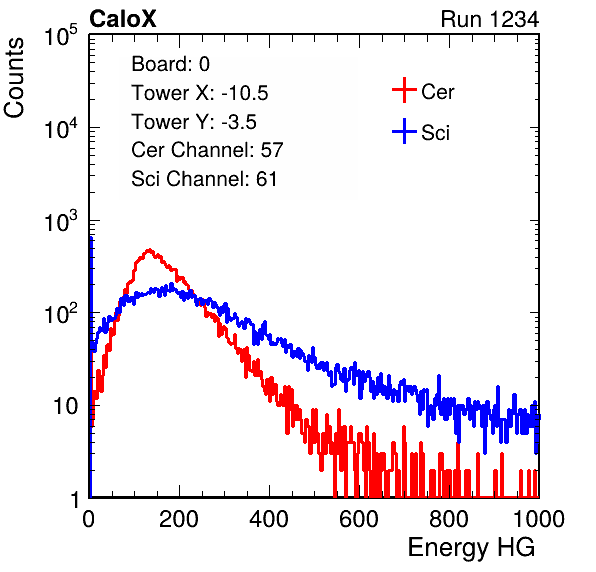 CaloX Run 1234
Counts
10^5
10^4
10^3
10^2
10
1
Board: 0
Tower X: -10.5
Tower Y: -3.5
Cer Channel: 57
Sci Channel: 61
Cer
Sci
0 200 400 600 800 1000
Energy HG